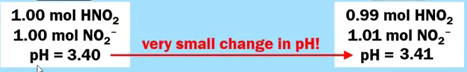 1.00 mol HNO₂
1.00 mol NO₂⁻
pH = 3.40
very small change in pH!
0.99 mol HNO₂
1.01 mol NO₂⁻
pH = 3.41